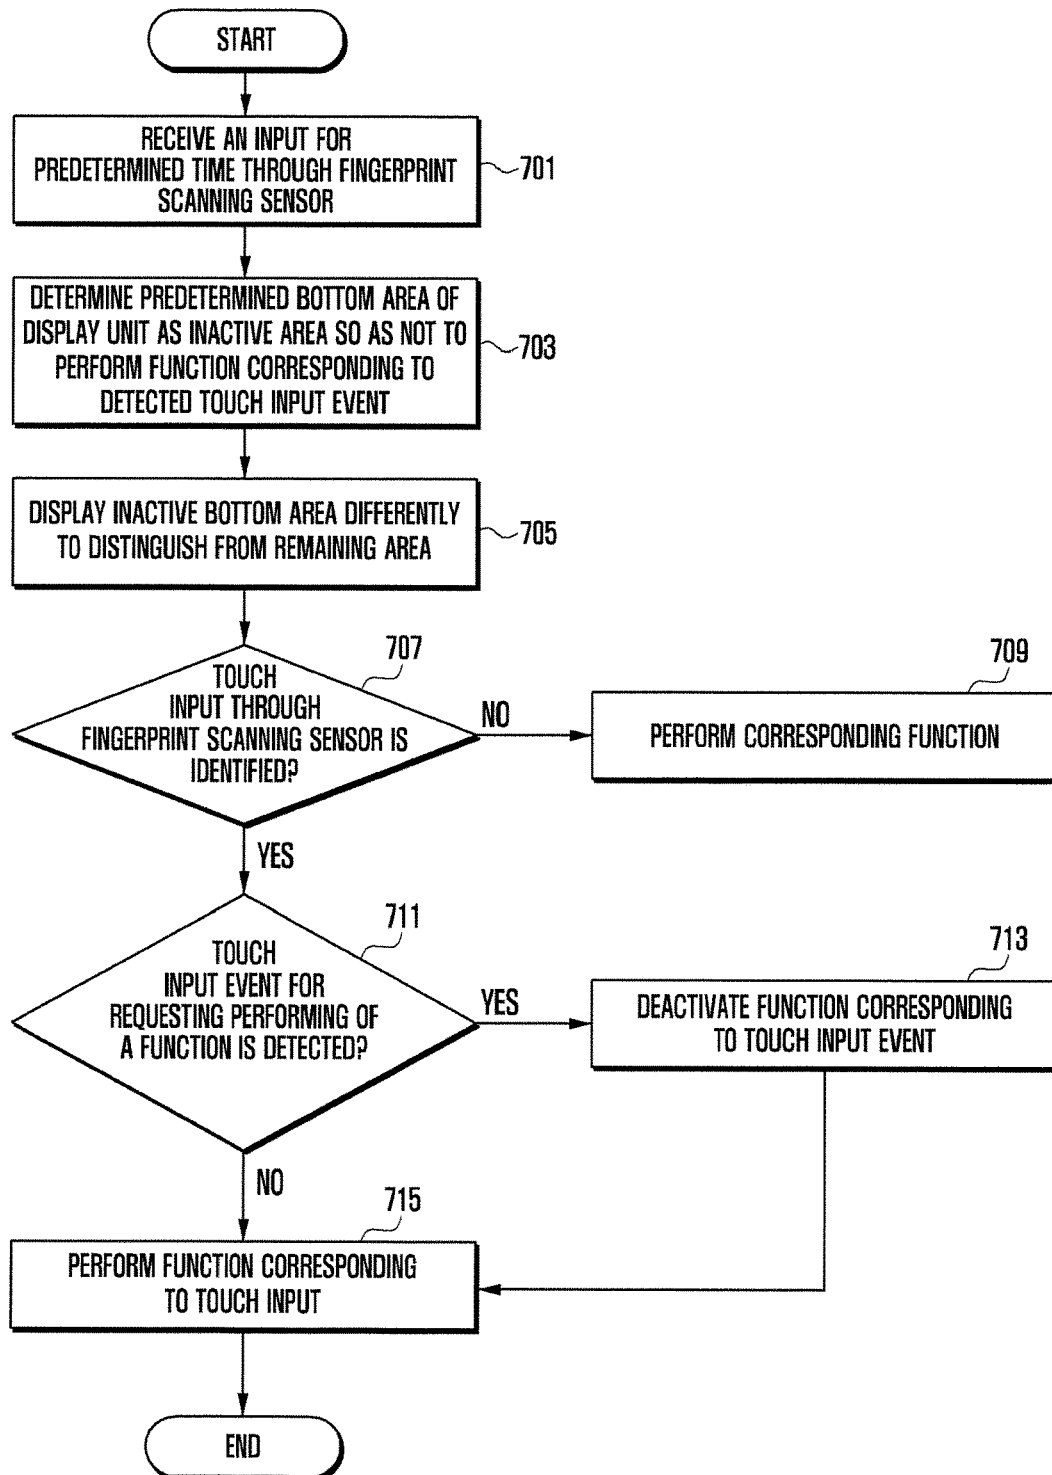 START
RECEIVE AN INPUT FOR
PREDETERMINED TIME THROUGH FINGERPRINT
SCANNING SENSOR
701
DETERMINE PREDETERMINED BOTTOM AREA OF
DISPLAY UNIT AS INACTIVE AREA SO AS NOT TO
PERFORM FUNCTION CORRESPONDING TO
DETECTED TOUCH INPUT EVENT
703
DISPLAY INACTIVE BOTTOM AREA DIFFERENTLY
TO DISTINGUISH FROM REMAINING AREA
705
707
TOUCH
INPUT THROUGH
FINGERPRINT SCANNING SENSOR IS
IDENTIFIED?
NO
709
PERFORM CORRESPONDING FUNCTION
YES
711
TOUCH
INPUT EVENT FOR
REQUESTING PERFORMING OF
A FUNCTION IS DETECTED?
YES
713
DEACTIVATE FUNCTION CORRESPONDING
TO TOUCH INPUT EVENT
NO
715
PERFORM FUNCTION CORRESPONDING
TO TOUCH INPUT
END